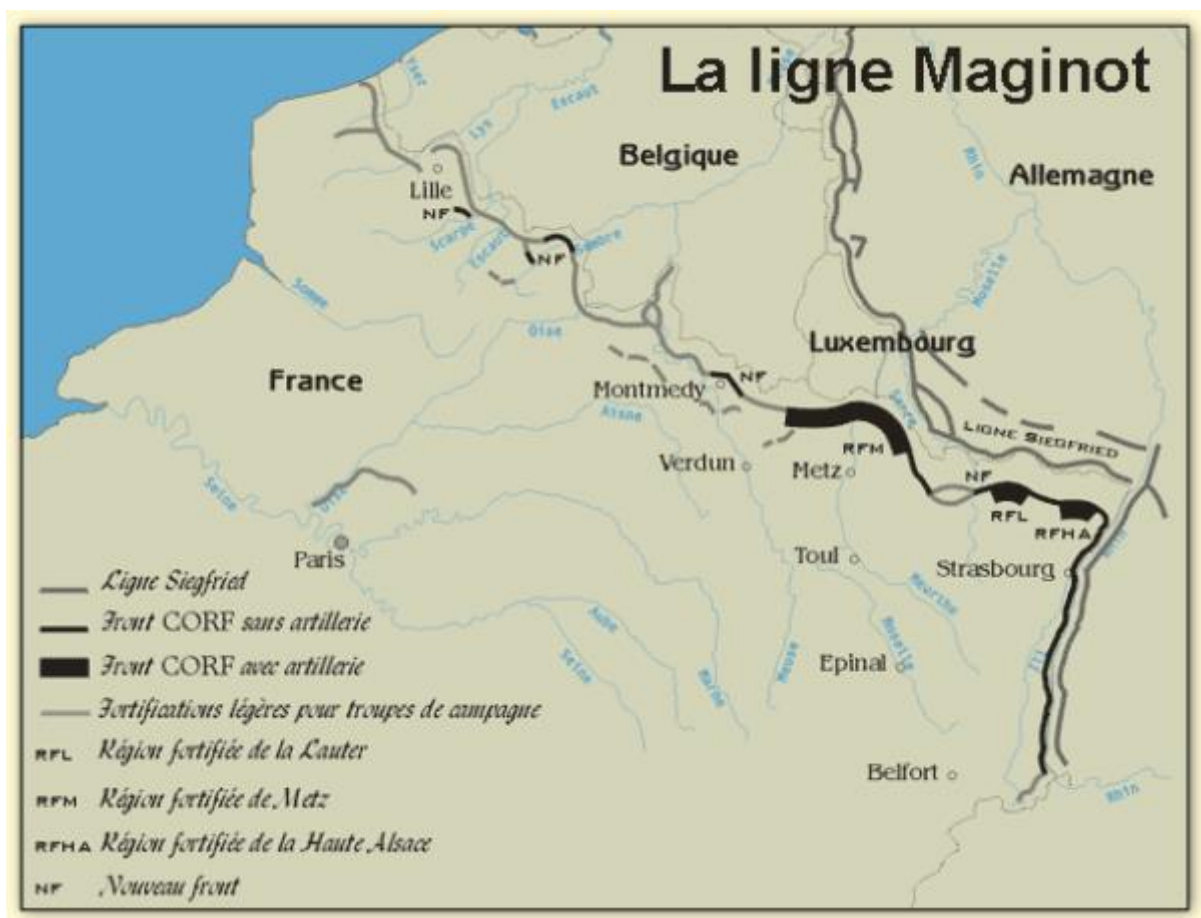 La ligne Maginot
Yser
Escaut
Lys
Belgique
Rhin
Allemagne
Lille
NF
Scarpe
Escaut
NF
Sambre
Somme
Moselle
Oise
Luxembourg
France
Montmedy
NF
Aisne
Sarre
LIGNE SIEGFRIED
RFM
Verdun
Metz
NF
RFL
RFHA
Seine
Oise
Paris
Toul
Strasbourg
Meurthe
Aube
Seine
Marne
Meuse
Epinal
Moselle
Ill
Belfort
Rhin
Ligne Siegfried
Front CORF sans artillerie
Front CORF avec artillerie
Fortifications légères pour troupes de campagne
RFL Région fortifiée de la Lauter
RFM Région fortifiée de Metz
RFHA Région fortifiée de la Haute Alsace
NF Nouveau front